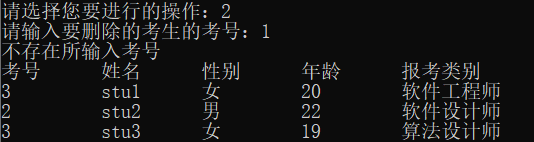 请选择您要进行的操作：2
请输入要删除的考生的考号：1
不存在所输入考号
考号 姓名 性别 年龄 报考类别
3 stu1 女 20 软件工程师
2 stu2 男 22 软件设计师
3 stu3 女 19 算法设计师